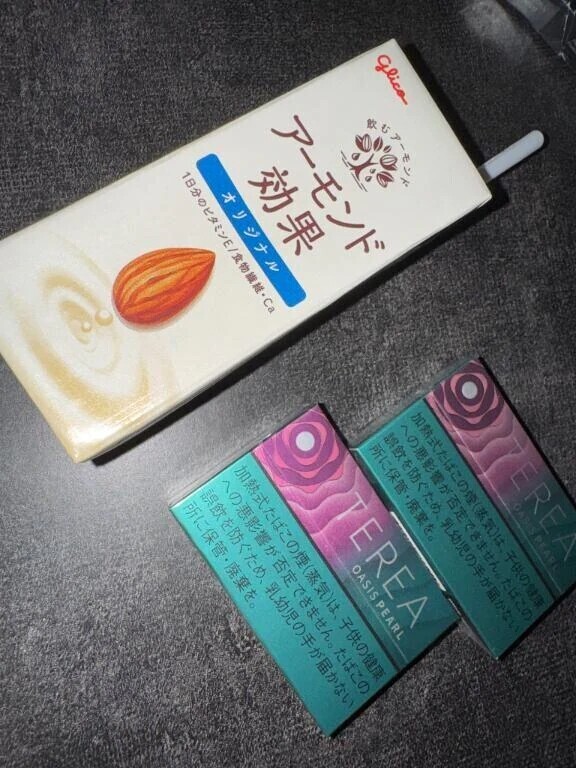 glico
飲むアーモンド
アーモンド
効果
オリジナル
1日分のビタミンE/食物繊維・Ca
TEREA
OASIS PEARL
加熱式たばこの煙(蒸気)は、子供の健康
への悪影響が否定できません。たばこの
誤飲を防ぐため、乳幼児の手が届かない
所に保管・廃棄を。
TEREA
OASIS PEARL
加熱式たばこの煙(蒸気)は、子供の健康
への悪影響が否定できません。たばこの
誤飲を防ぐため、乳幼児の手が届かない
所に保管・廃棄を。